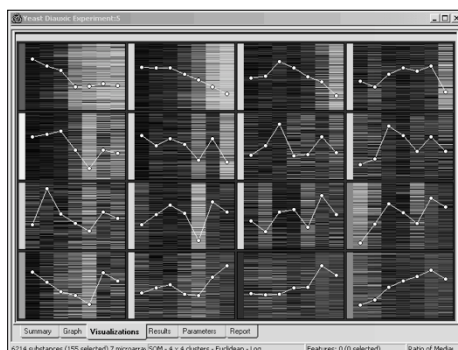 Yeast Diauxic Experiment:5
Summary Graph Visualizations Results Parameters Report
6214 substances (155 selected) 7 microarra SOM - 4 x 4 clusters - Euclidean - Log Features: 0/0 selected) Ratio of Median